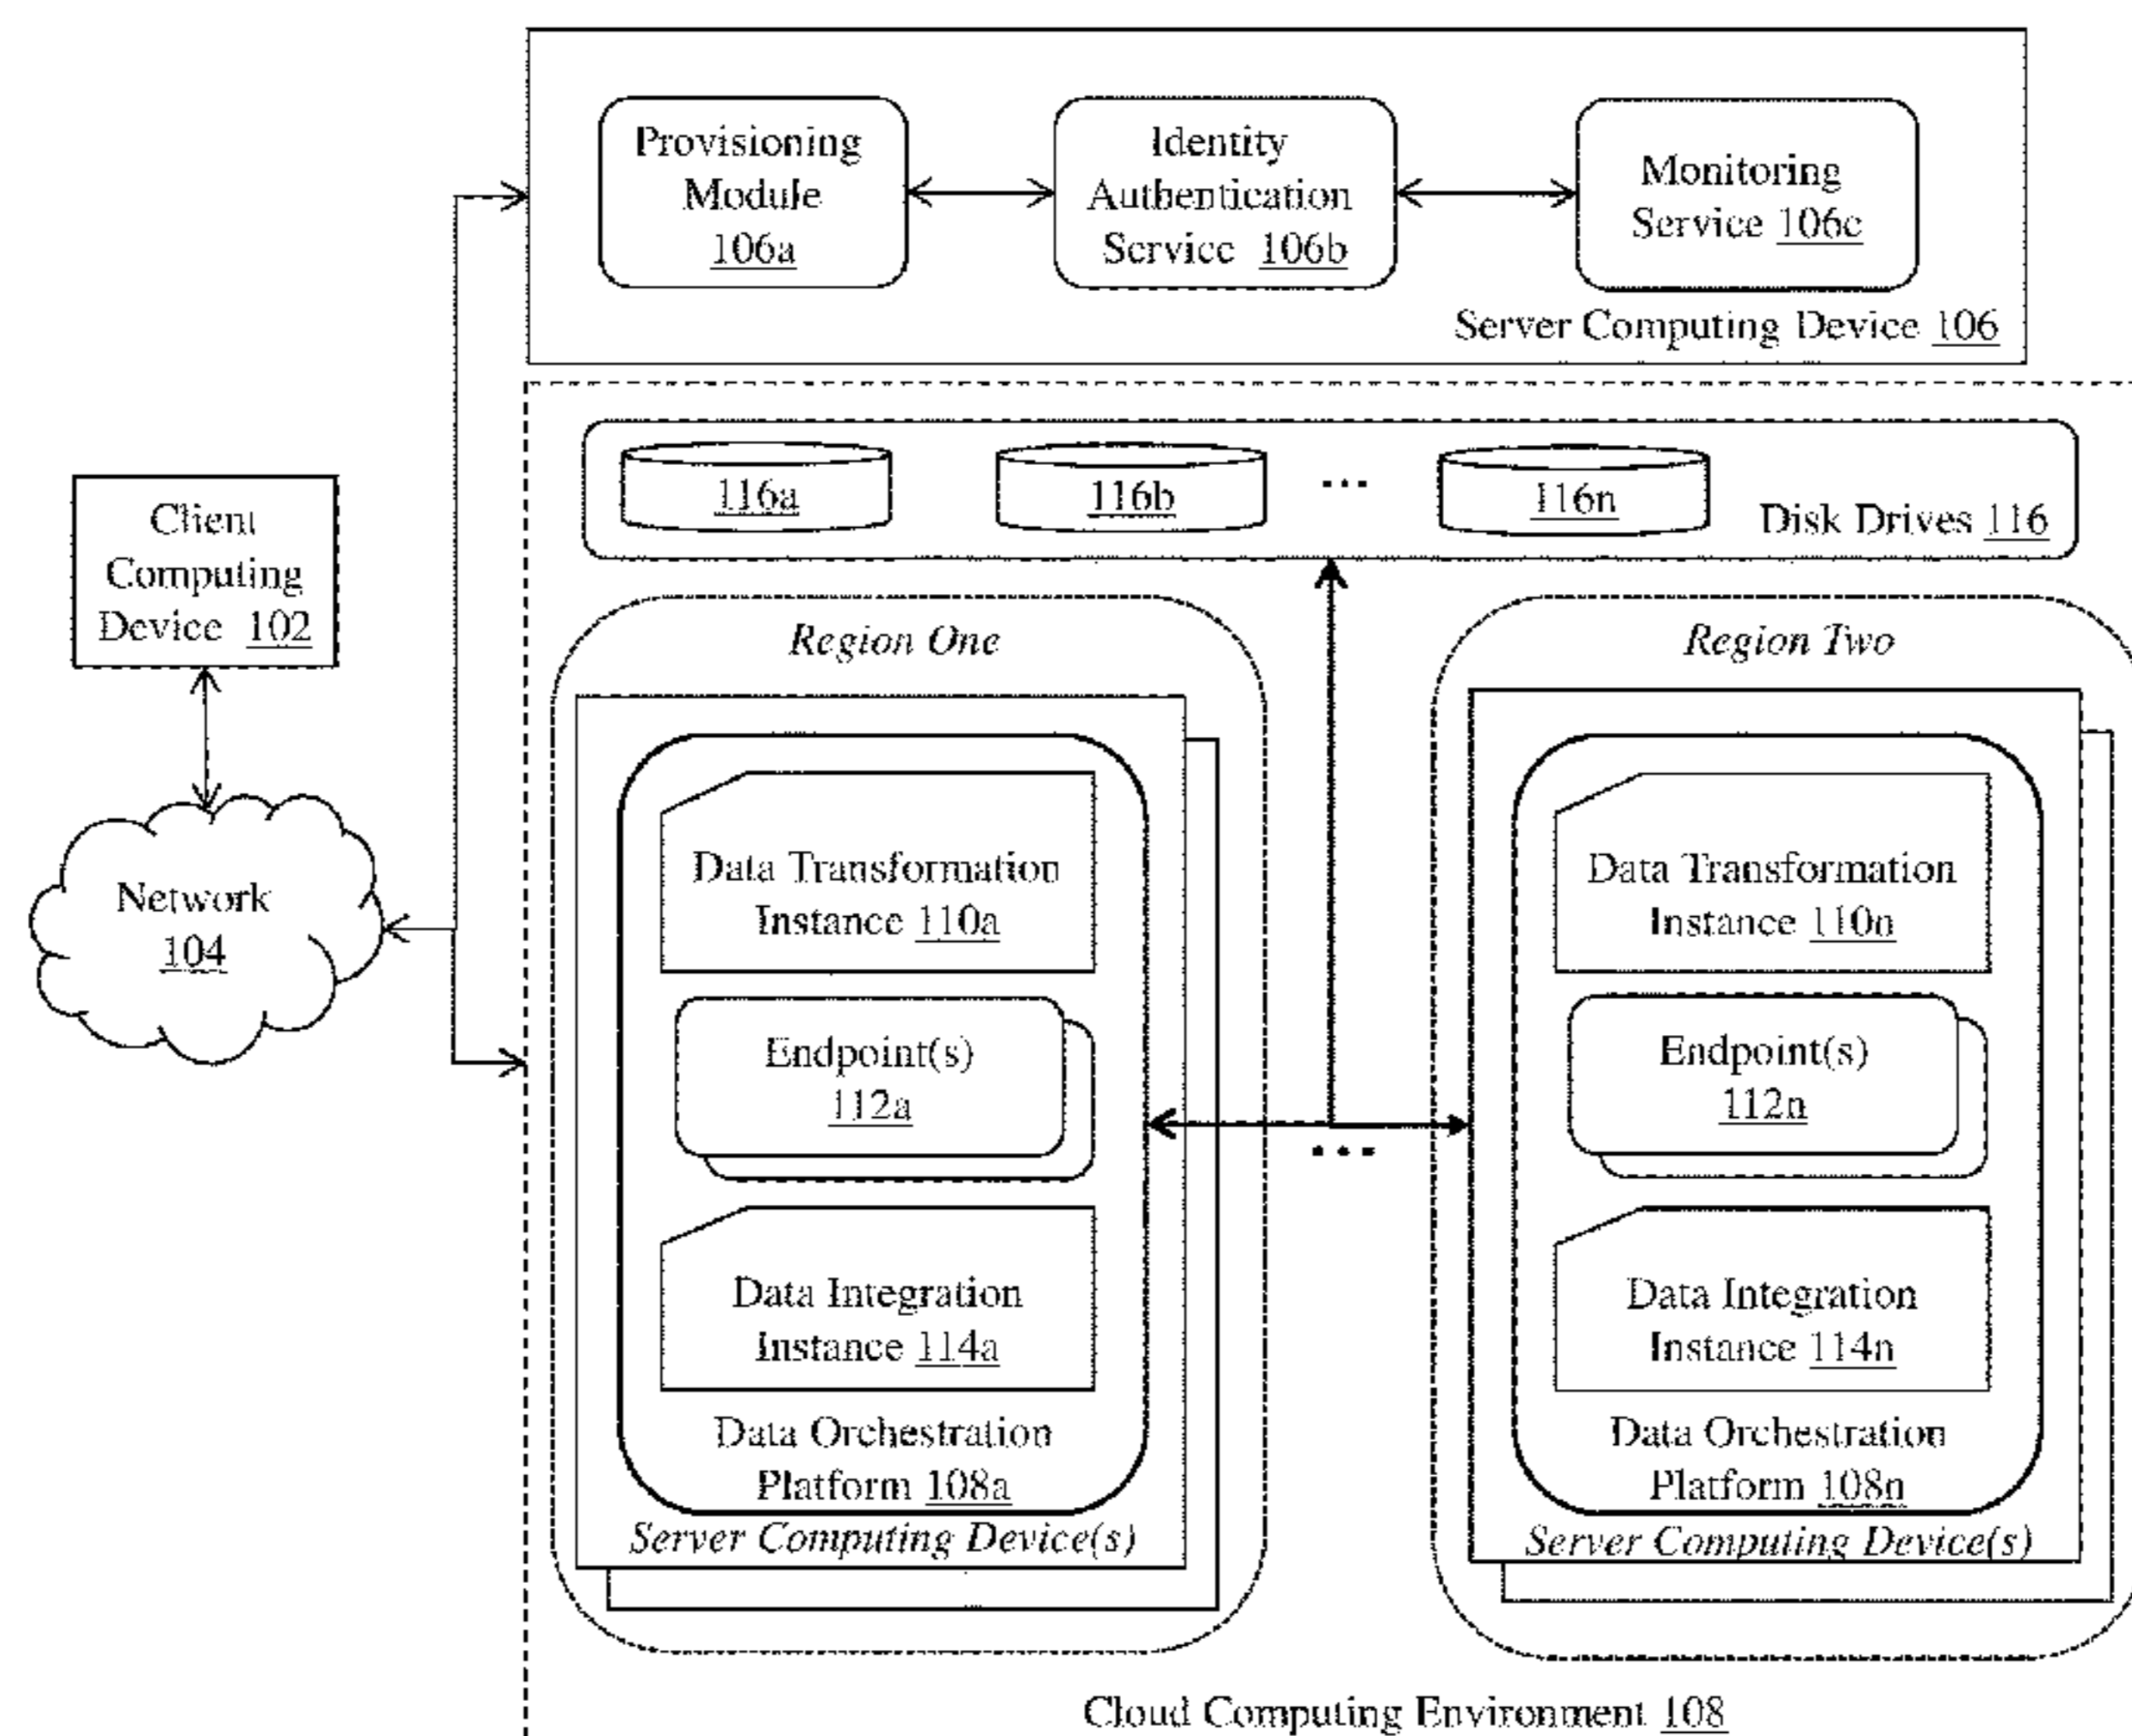 Provisioning
Module
106a
Identity
Authentication
Service 106b
Monitoring
Service 106c
Server Computing Device 106
116a
116b
...
116n
Disk Drives 116
Client
Computing
Device 102
Network
104
Region One
Data Transformation
Instance 110a
Endpoint(s)
112a
Data Integration
Instance 114a
Data Orchestration
Platform 108a
Server Computing Device(s)
...
Region Two
Data Transformation
Instance 110n
Endpoint(s)
112n
Data Integration
Instance 114n
Data Orchestration
Platform 108n
Server Computing Device(s)
Cloud Computing Environment 108